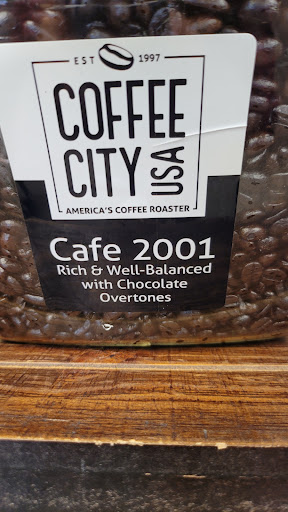 EST 1997
COFFEE
CITY USA
AMERICA'S COFFEE ROASTER
Cafe 2001
Rich & Well-Balanced
with Chocolate
Overtones